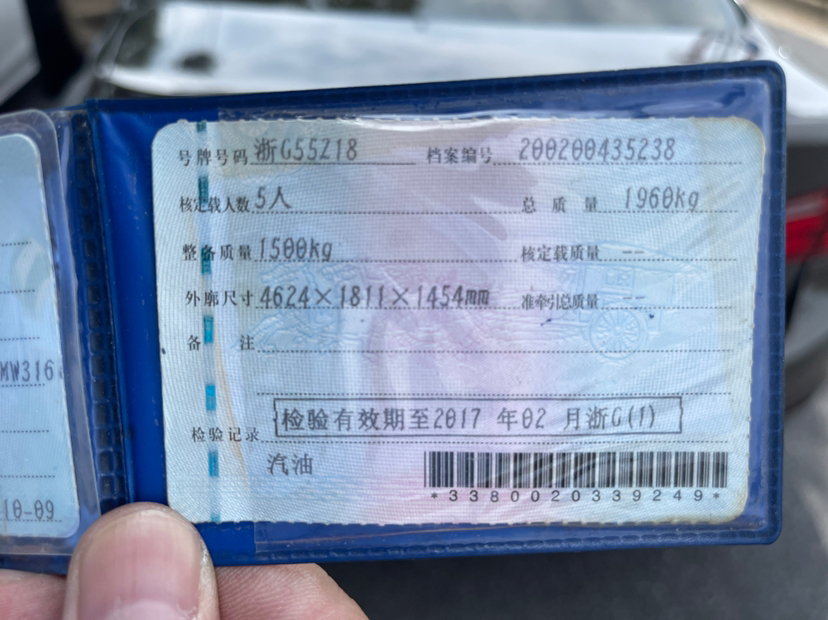 号牌号码 浙G55Z18 档案编号 200200435238
核定载人数 5人 总质量 1960kg
整备质量 1500kg 核定载质量 --
外廓尺寸 4624×1811×1454mm 准牵引总质量 --
备注
检验记录 检验有效期至2017 年02 月浙G(1)
汽油
*3380020339249*
MW316
10-09